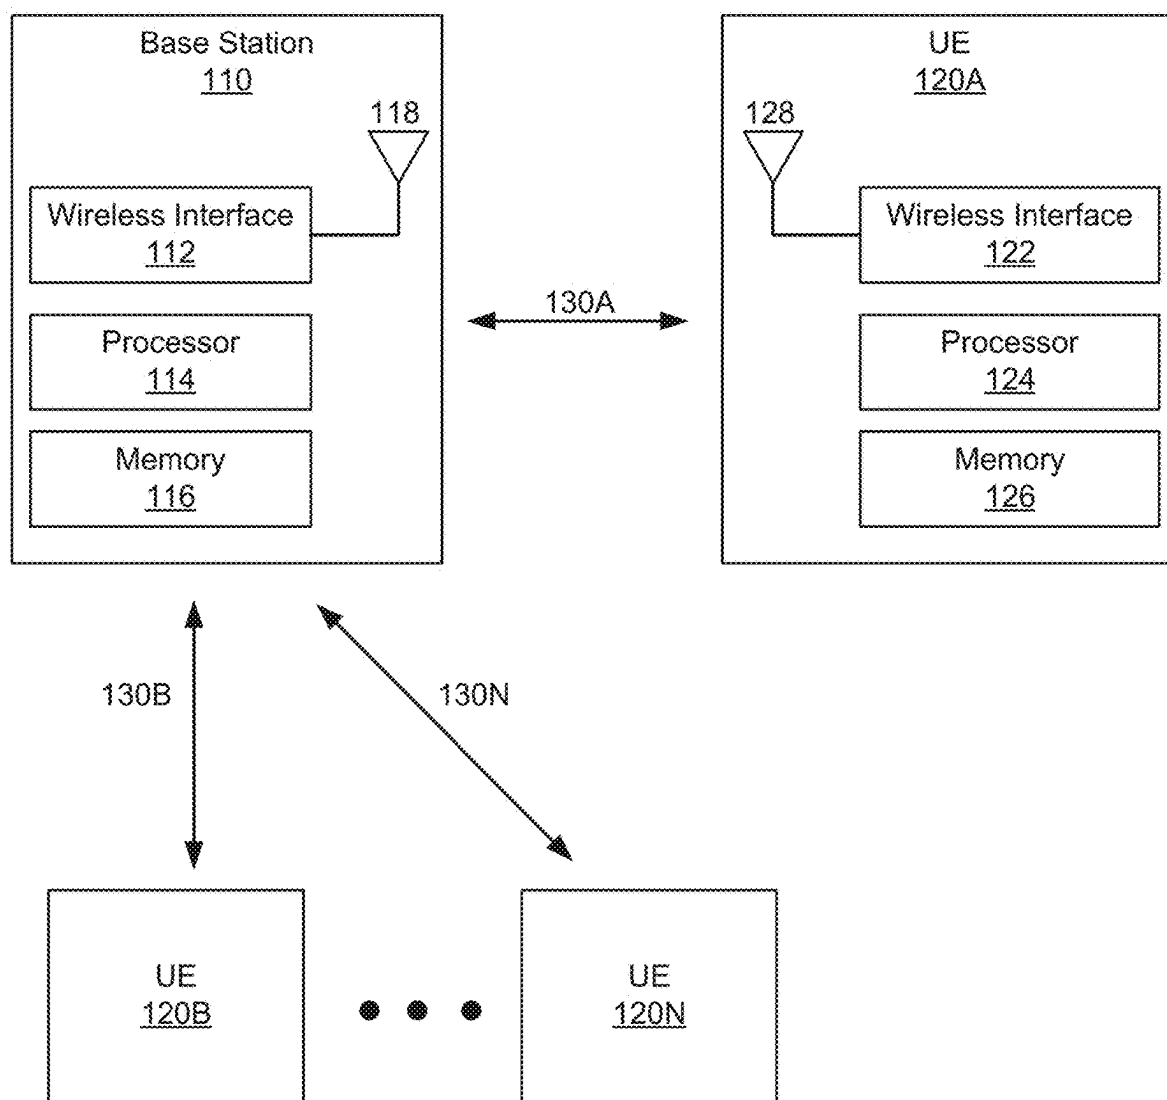 Base Station
110
118
Wireless Interface
112
Processor
114
Memory
116
UE
120A
128
Wireless Interface
122
Processor
124
Memory
126
130A
130B
130N
UE
120B
UE
120N